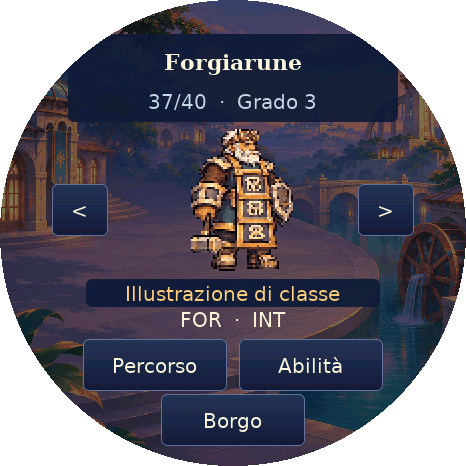 Forgiarune
37/40 · Grado 3
< >
Illustrazione di classe
FOR · INT
Percorso Abilità
Borgo